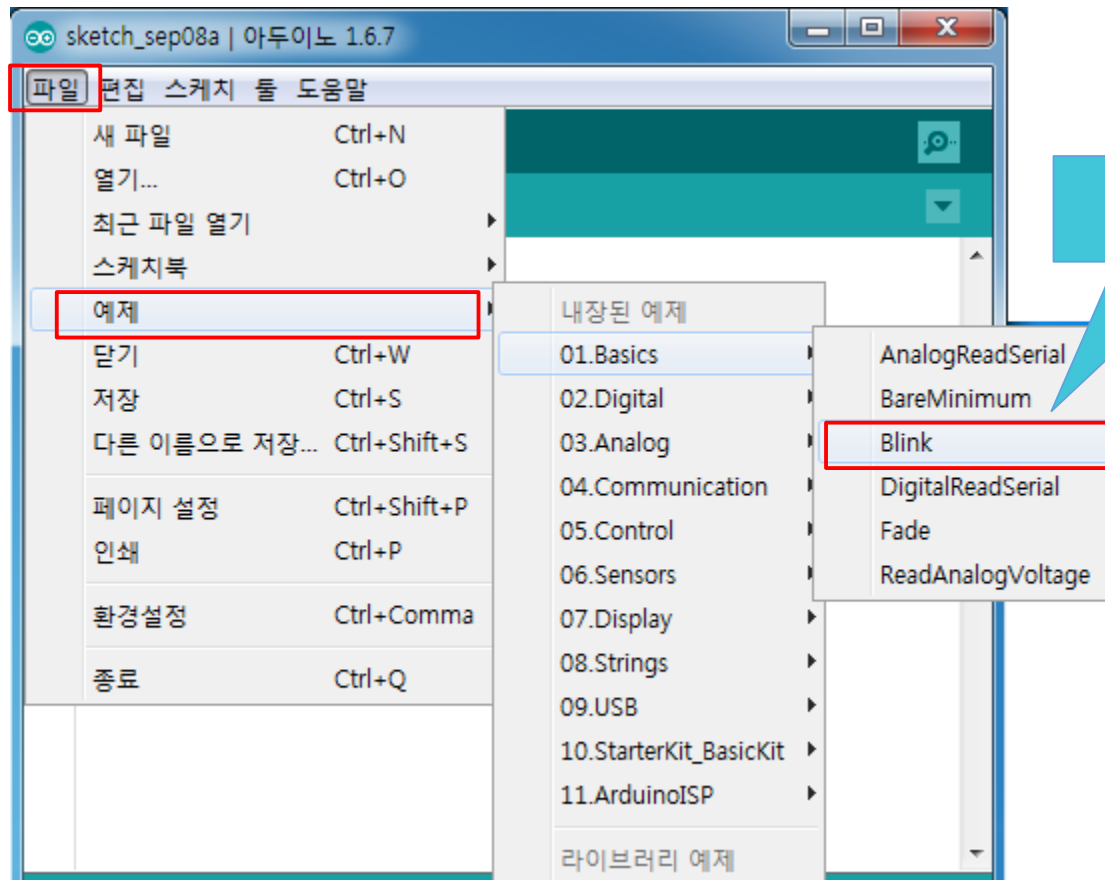 sketch_sep08a | 아두이노 1.6.7
파일 편집 스케치 툴 도움말
새 파일 Ctrl+N
열기... Ctrl+O
최근 파일 열기
스케치북
예제
닫기 Ctrl+W
저장 Ctrl+S
다른 이름으로 저장... Ctrl+Shift+S
페이지 설정 Ctrl+Shift+P
인쇄 Ctrl+P
환경설정 Ctrl+Comma
종료 Ctrl+Q
내장된 예제
01.Basics
02.Digital
03.Analog
04.Communication
05.Control
06.Sensors
07.Display
08.Strings
09.USB
10.StarterKit_BasicKit
11.ArduinoISP
라이브러리 예제
AnalogReadSerial
BareMinimum
Blink
DigitalReadSerial
Fade
ReadAnalogVoltage